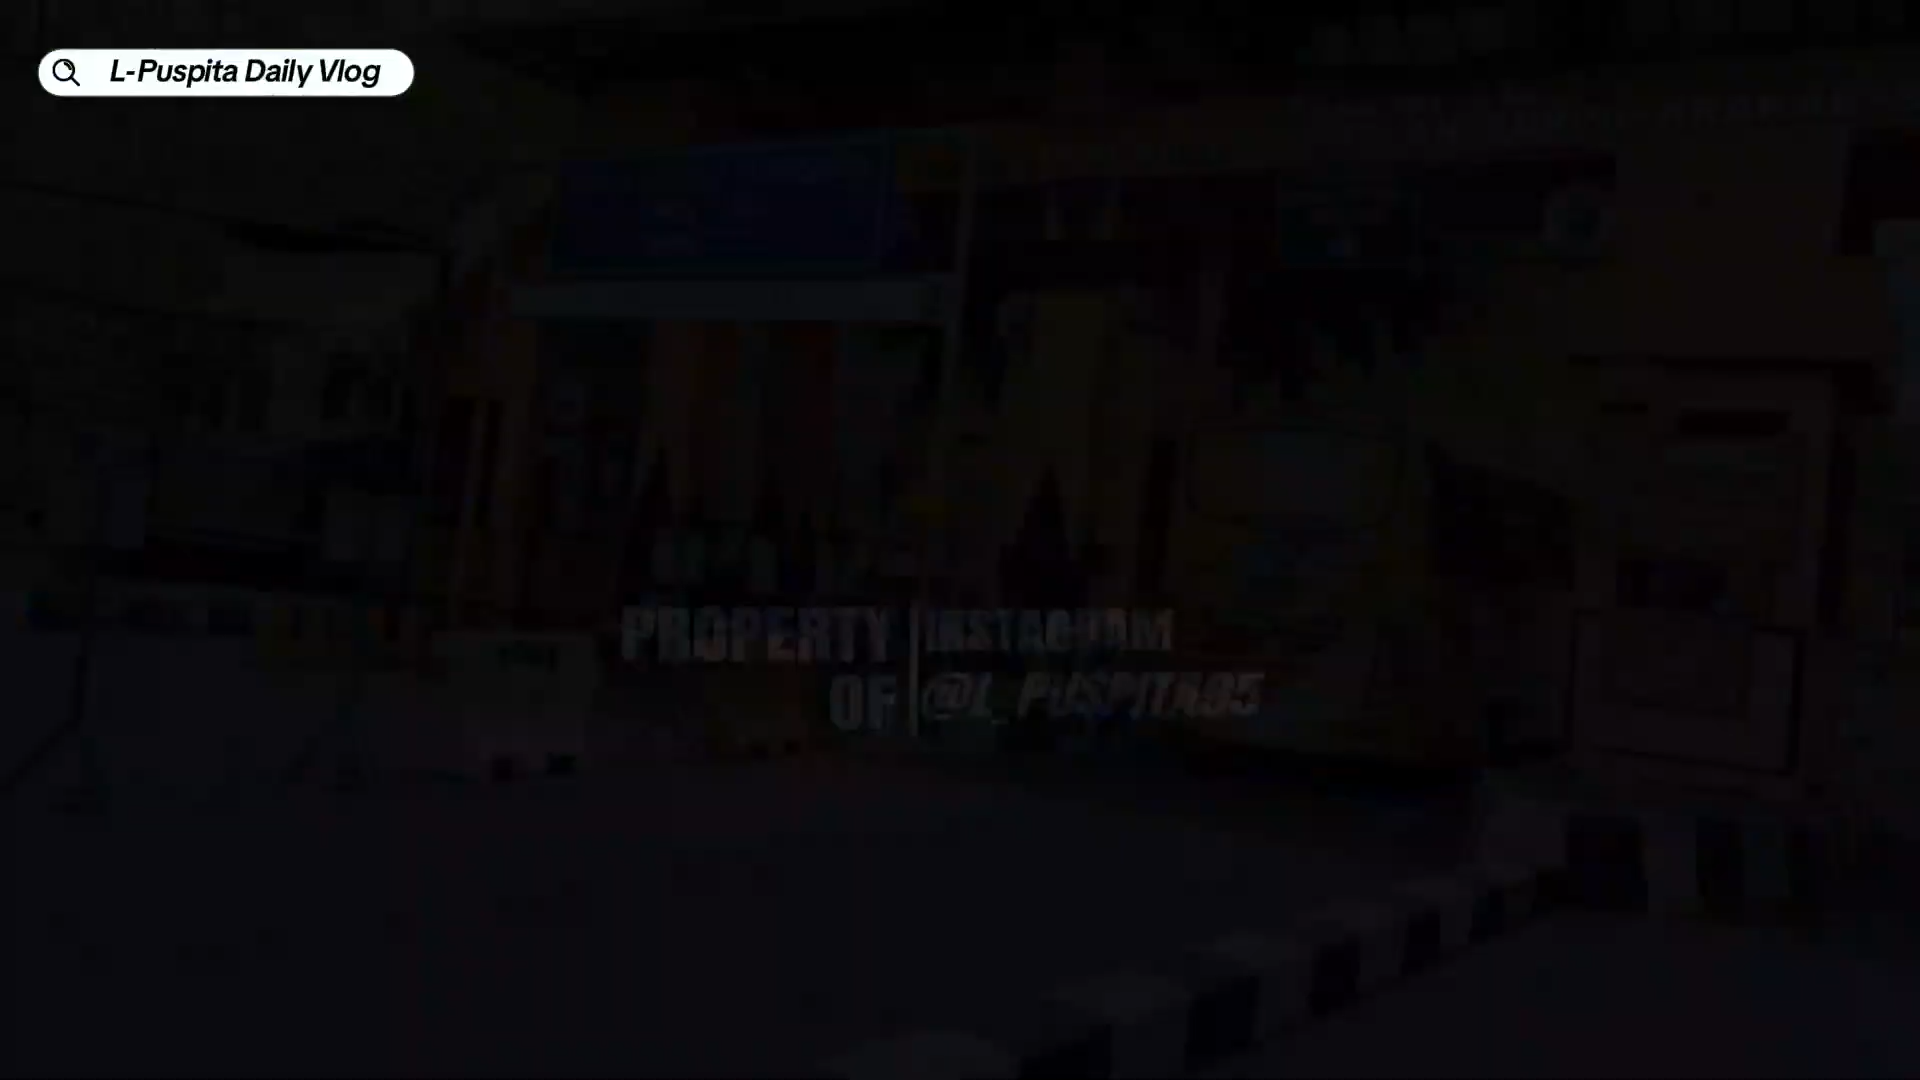 L-Puspita Daily Vlog
PROPERTY
OF
INSTAGRAM
@L_PUSPITA95